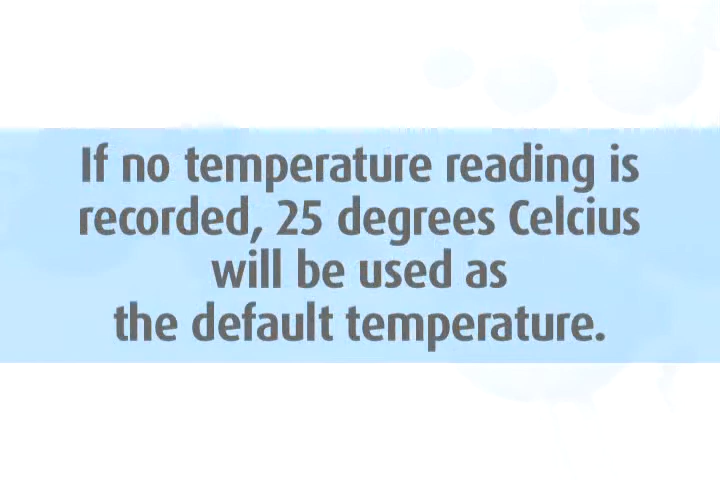 If no temperature reading is
recorded, 25 degrees Celcius
will be used as
the default temperature.